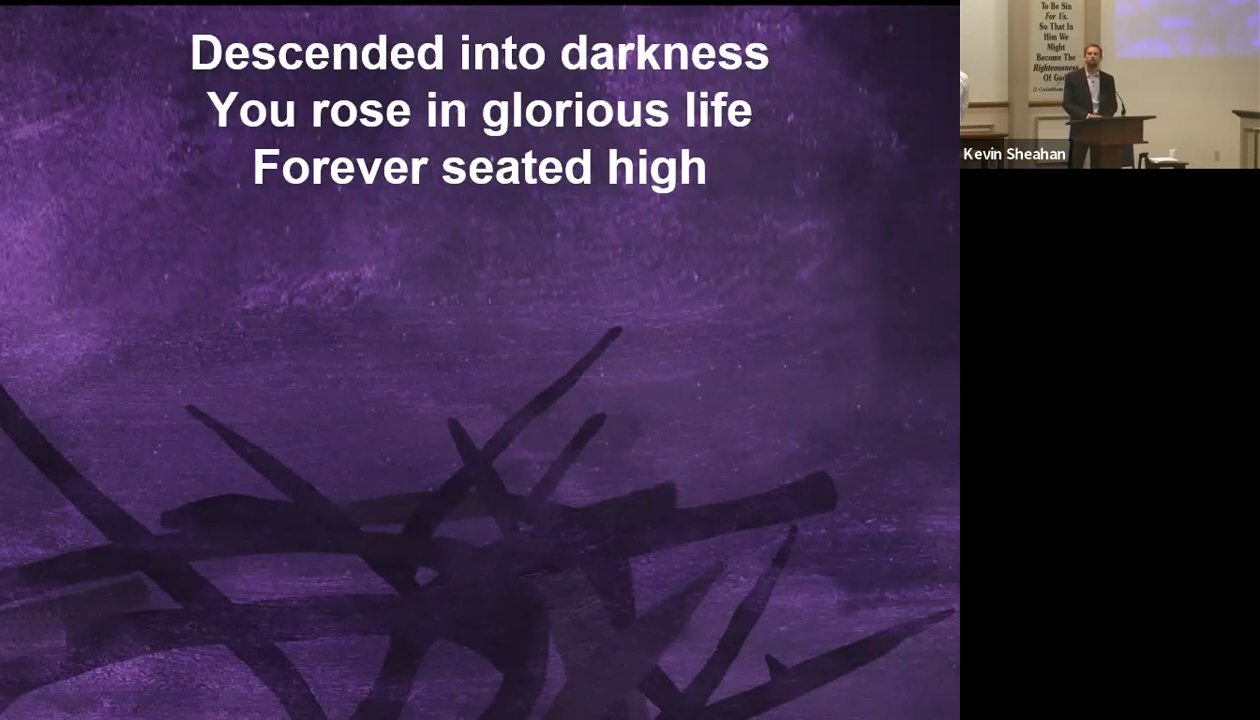 Descended into darkness
You rose in glorious life
Forever seated high
To Be Sin
For Us,
So That In
Him We
Might
Become The
Righteousness
Of God
Kevin Sheahan